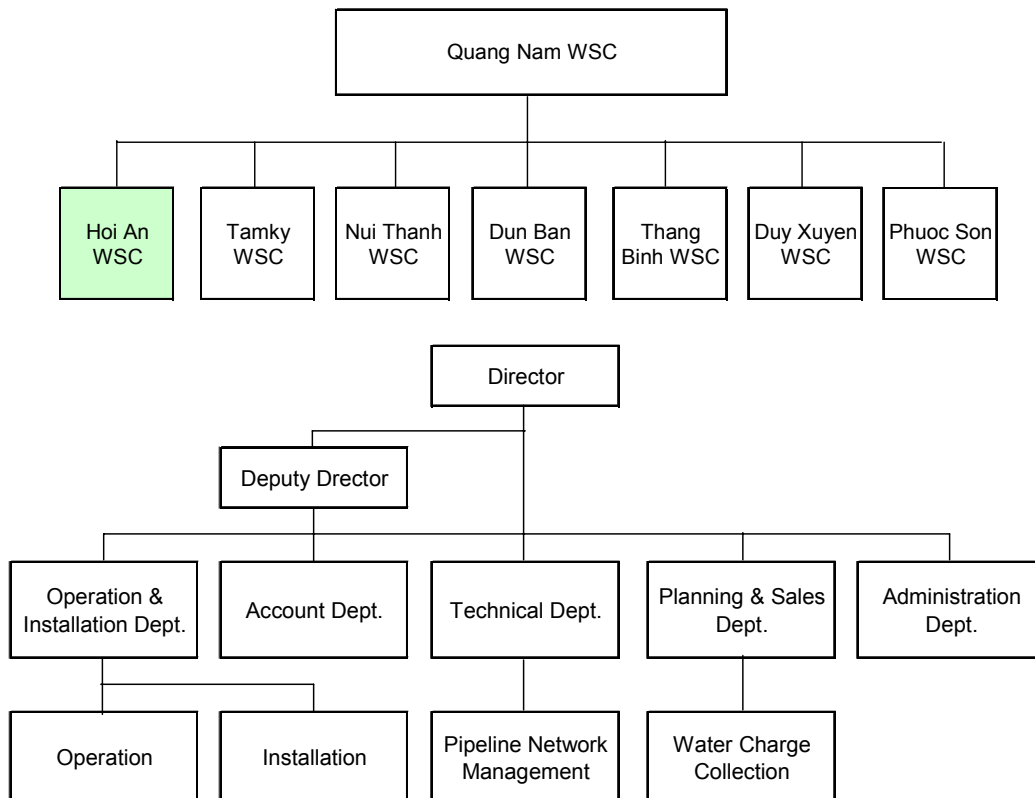 Quang Nam WSC
Hoi An
WSC
Tamky
WSC
Nui Thanh
WSC
Dun Ban
WSC
Thang
Binh WSC
Duy Xuyen
WSC
Phuoc Son
WSC
Director
Deputy Drector
Operation &
Installation Dept.
Account Dept.
Technical Dept.
Planning & Sales
Dept.
Administration
Dept.
Operation
Installation
Pipeline Network
Management
Water Charge
Collection